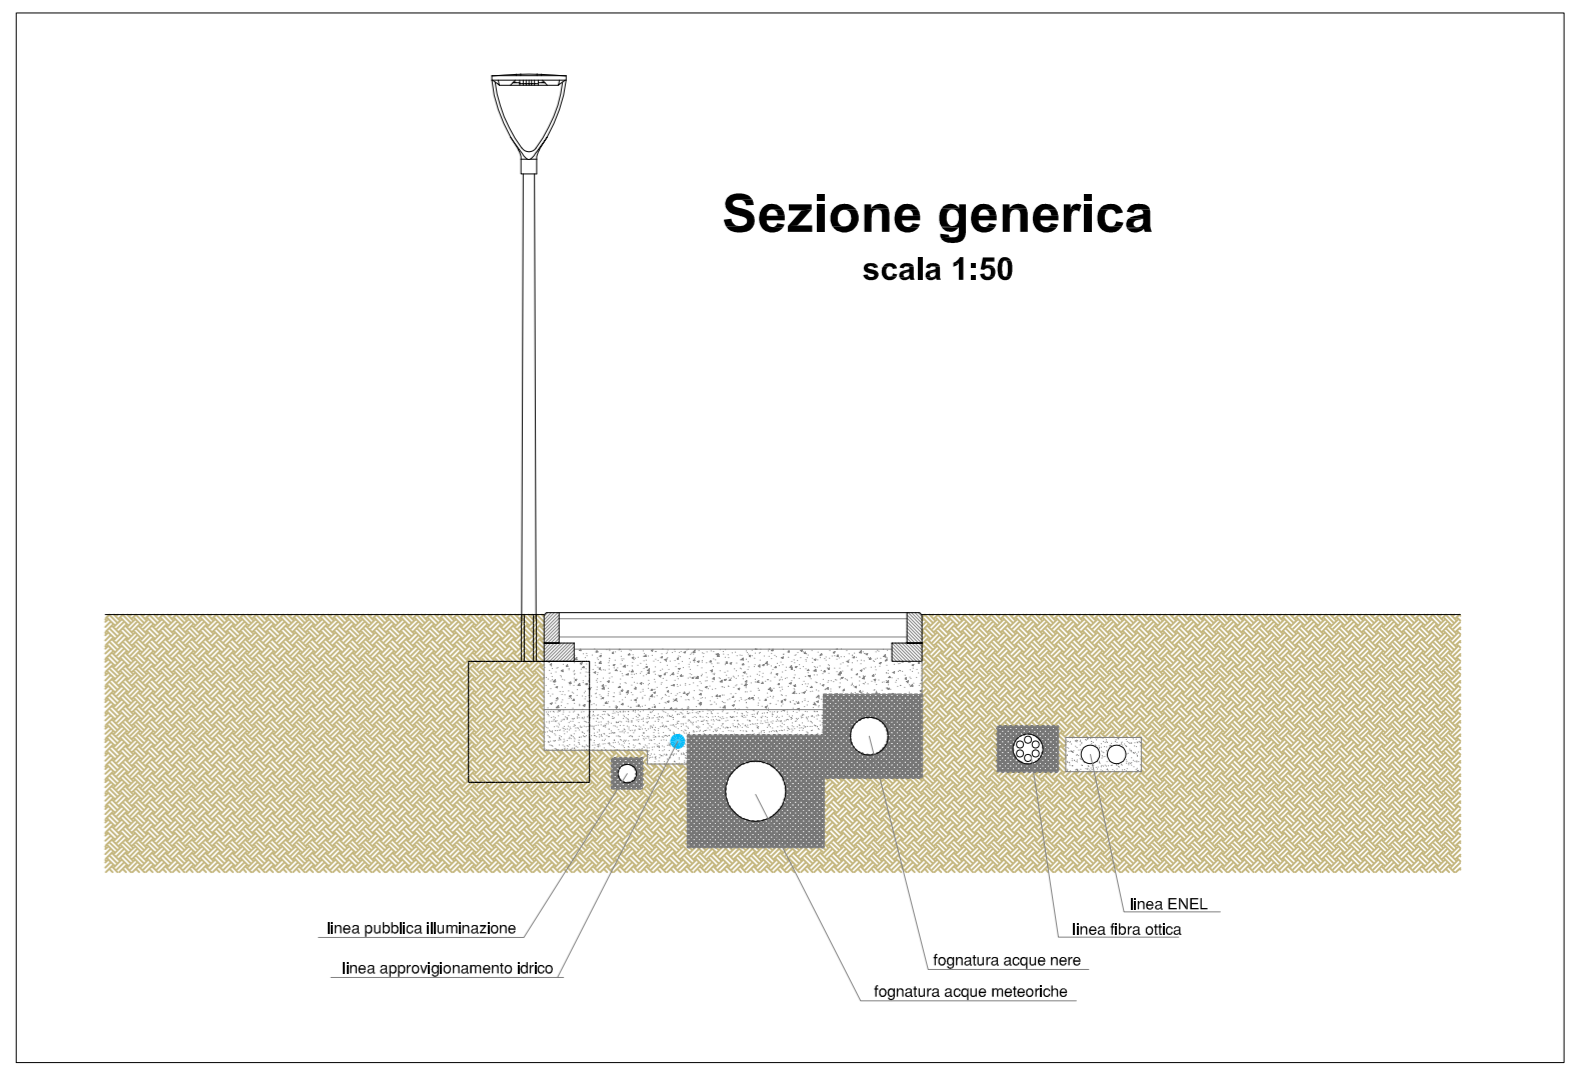 Sezione generica
scala 1:50
linea ENEL
linea pubblica illuminazione
linea fibra ottica
fognatura acque nere
linea approvigionamento idrico
fognatura acque meteoriche